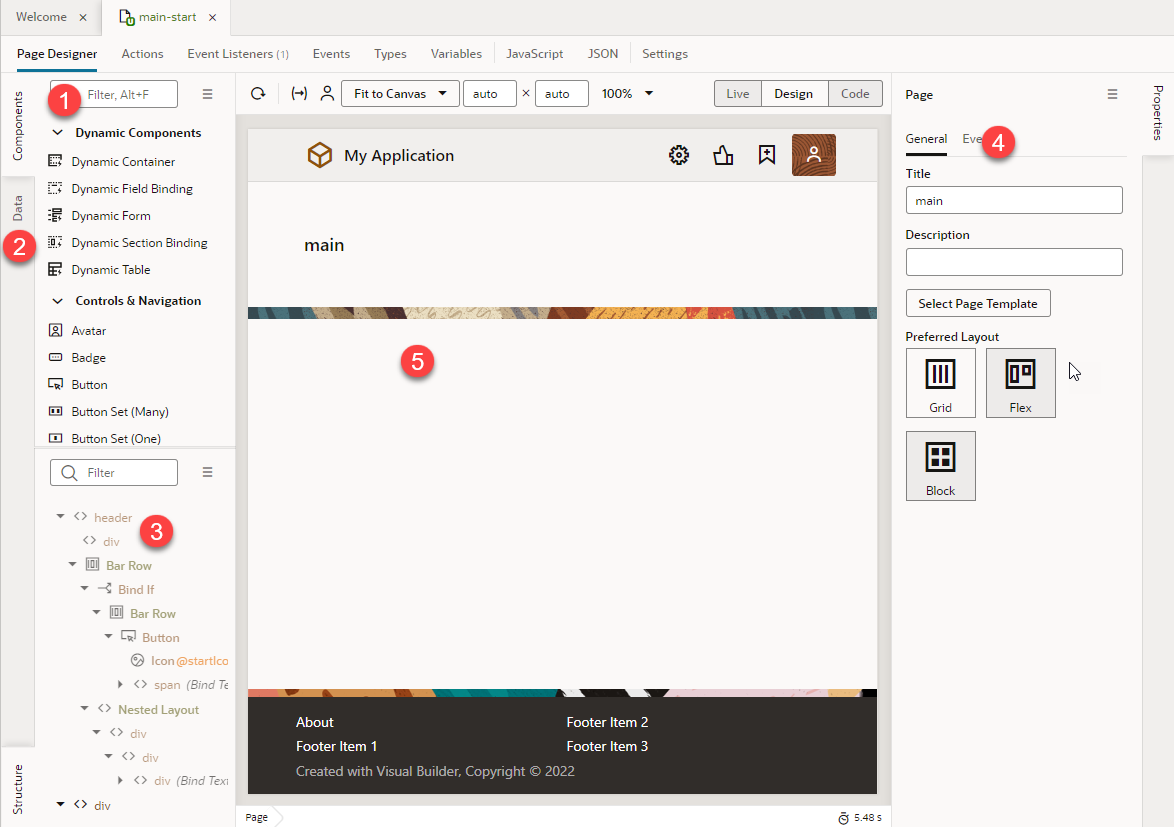 Welcome ×
main-start ×
Page Designer
Actions
Event Listeners (1)
Events
Types
Variables
JavaScript
JSON
Settings
Components
Data
Structure
1
2
Filter, Alt+F
Dynamic Components
Dynamic Container
Dynamic Field Binding
Dynamic Form
Dynamic Section Binding
Dynamic Table
Controls & Navigation
Avatar
Badge
Button
Button Set (Many)
Button Set (One)
Filter
3
header
div
Bar Row
Bind If
Bar Row
Button
Icon@startIco
span (Bind Te
Nested Layout
div
div
div (Bind Text
div
Fit to Canvas
auto × auto
100%
Live
Design
Code
My Application
main
5
About
Footer Item 2
Footer Item 1
Footer Item 3
Created with Visual Builder, Copyright © 2022
Page
5.48 s
Page
General
Eve
4
Title
main
Description
Select Page Template
Preferred Layout
Grid
Flex
Block
Properties